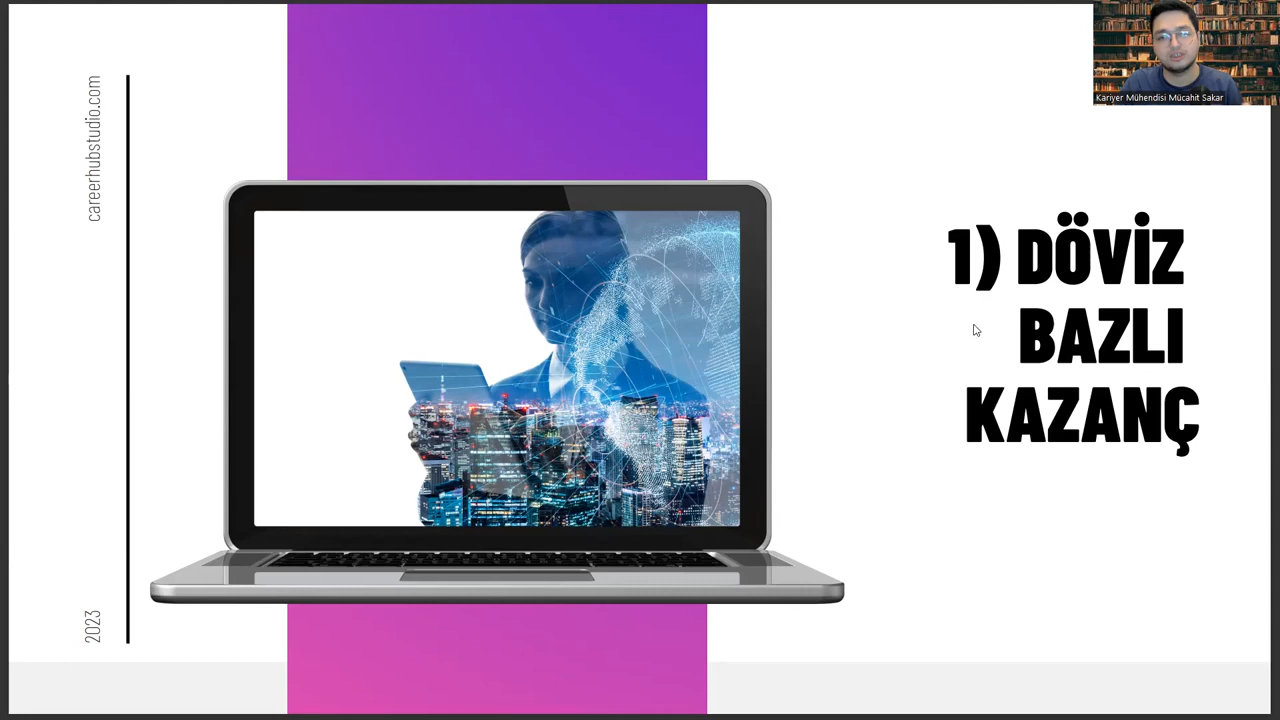 careerhubstudio.com
2023
Kariyer Mühendisi Mücahit Sakar
1) DÖVİZ
BAZLI
KAZANÇ